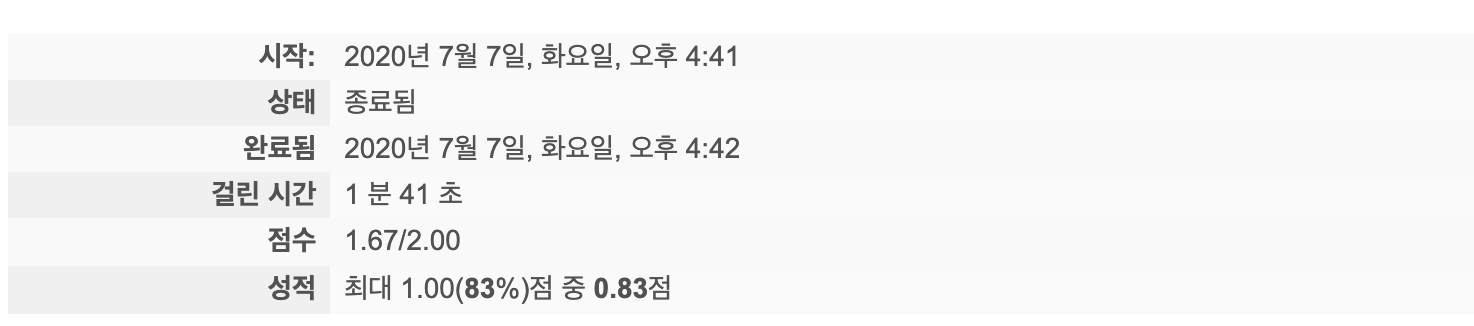 시작: 2020년 7월 7일, 화요일, 오후 4:41
상태 종료됨
완료됨 2020년 7월 7일, 화요일, 오후 4:42
걸린 시간 1 분 41 초
점수 1.67/2.00
성적 최대 1.00(83%)점 중 0.83점